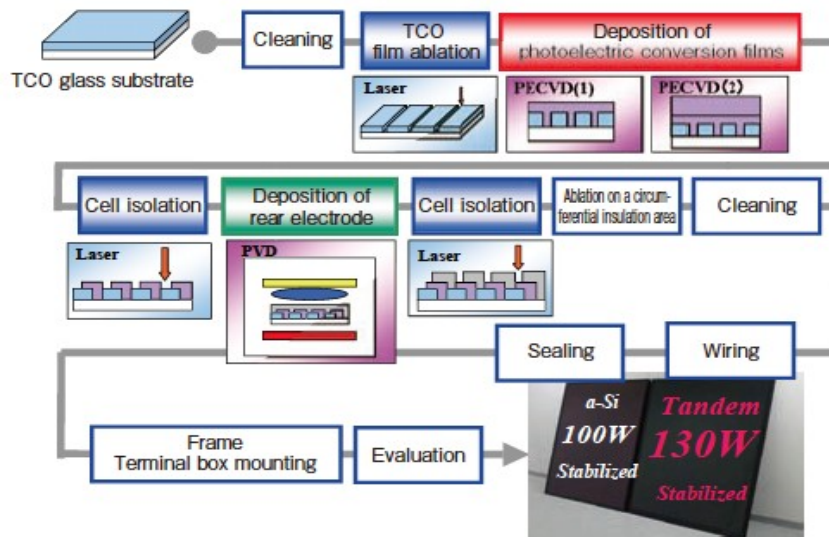 TCO glass substrate
Cleaning
TCO
film ablation
Deposition of
photoelectric conversion films
Laser
PECVD(1)
PECVD(2)
Cell isolation
Deposition of
rear electrode
Cell isolation
Ablation on a circum-
ferential insulation area
Cleaning
Laser
PVD
Laser
Sealing
Wiring
Frame
Terminal box mounting
Evaluation
a-Si
100W
Stabilized
Tandem
130W
Stabilized